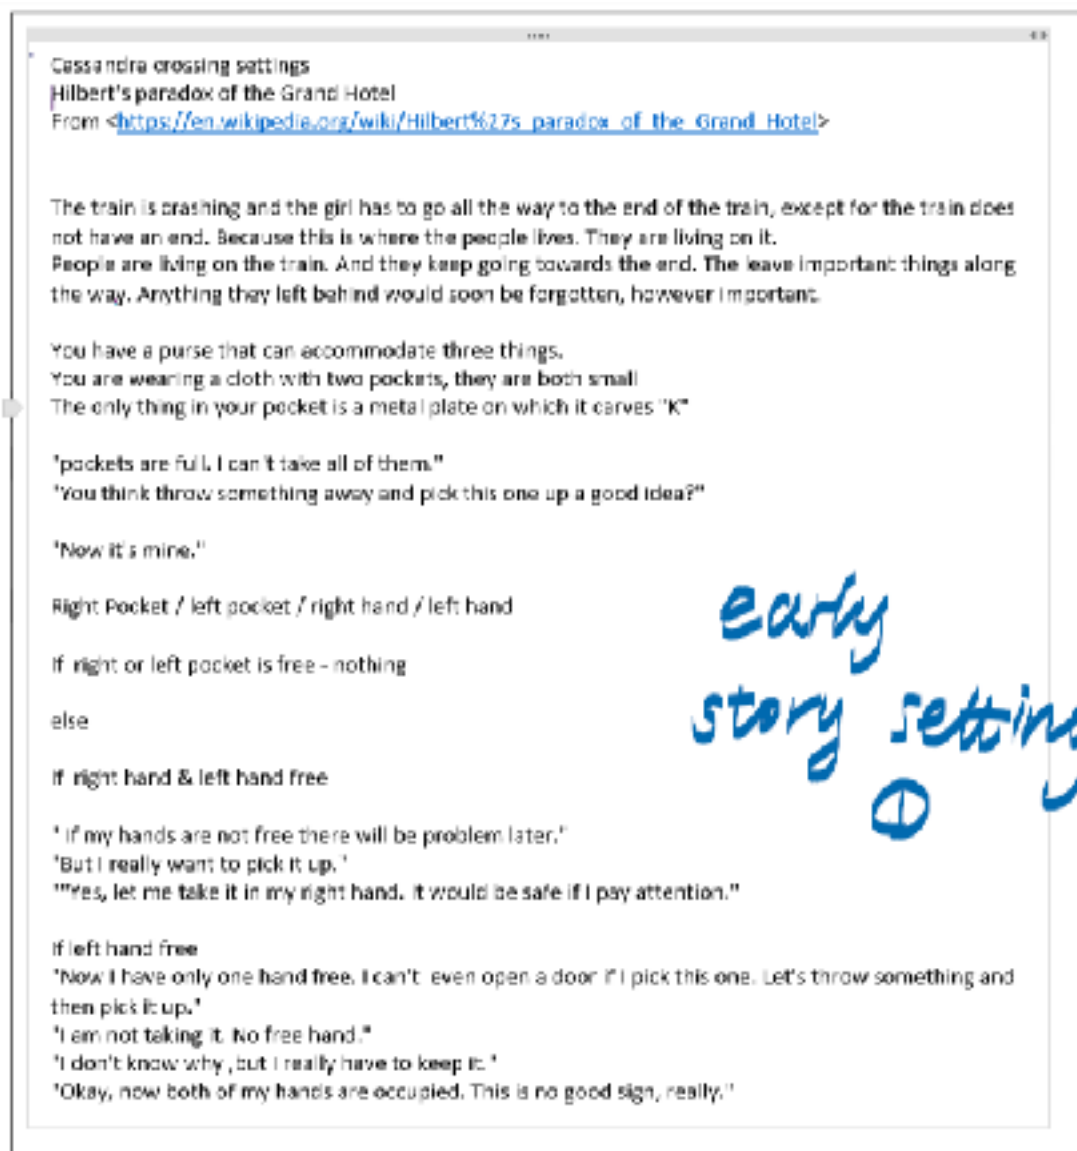 Cassandra crossing settings
Hilbert's paradox of the Grand Hotel
From <https://en.wikipedia.org/wiki/Hilbert%27s_paradox_of_the_Grand_Hotel>
The train is crashing and the girl has to go all the way to the end of the train, except for the train does
not have an end. Because this is where the people lives. They are living on it.
People are living on the train. And they keep going towards the end. The leave important things along
the way. Anything they left behind would soon be forgotten, however important.
You have a purse that can accommodate three things.
You are wearing a cloth with two pockets, they are both small
The only thing in your pocket is a metal plate on which it carves "K"
"pockets are full. I can't take all of them."
"You think throw something away and pick this one up a good idea?"
"Now it's mine."
Right Pocket / left pocket / right hand / left hand
If right or left pocket is free - nothing
else
If right hand & left hand free
" If my hands are not free there will be problem later."
"But I really want to pick it up. "
""Yes, let me take it in my right hand. It would be safe if I pay attention."
If left hand free
"Now I have only one hand free. I can't  even open a door if I pick this one. Let's throw something and
then pick it up."
"I am not taking it. No free hand."
"I don't know why ,but I really have to keep it. "
"Okay, now both of my hands are occupied. This is no good sign, really."
early
story setting
①